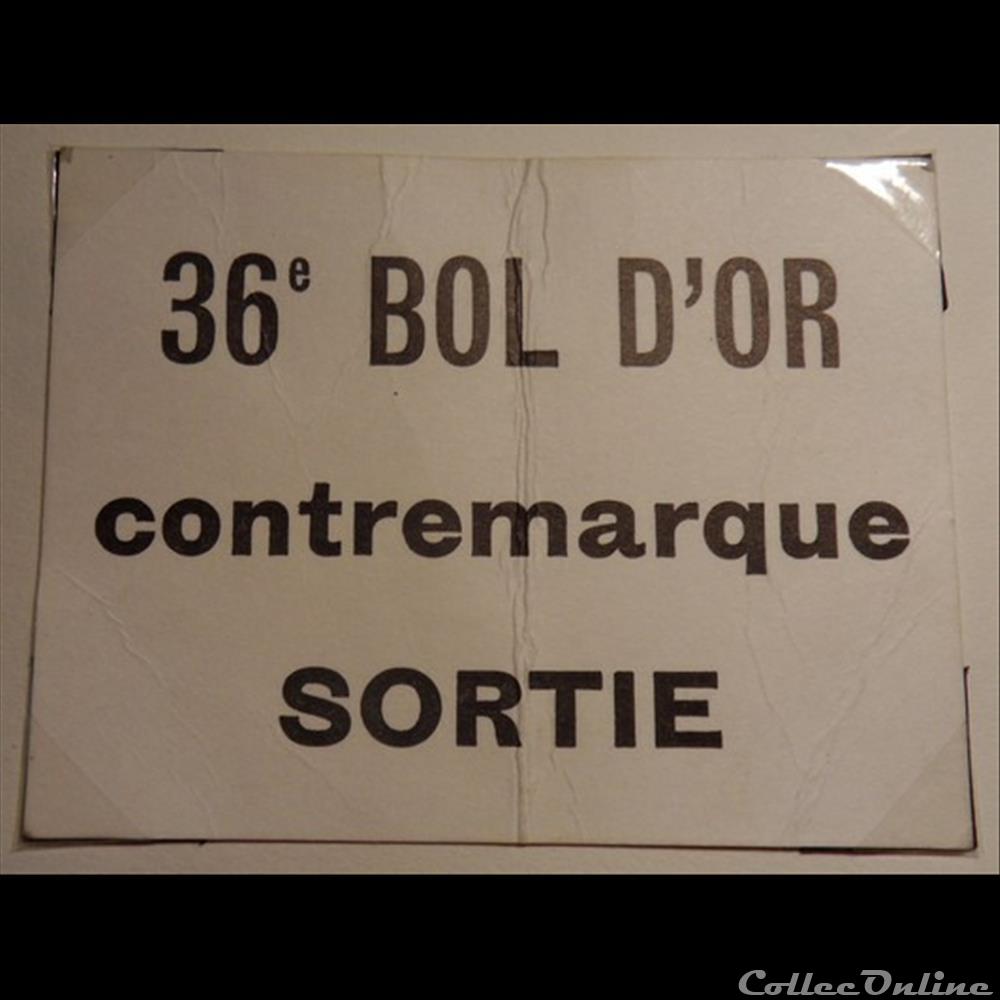 36e BOL D'OR
contremarque
SORTIE
CollecOnline